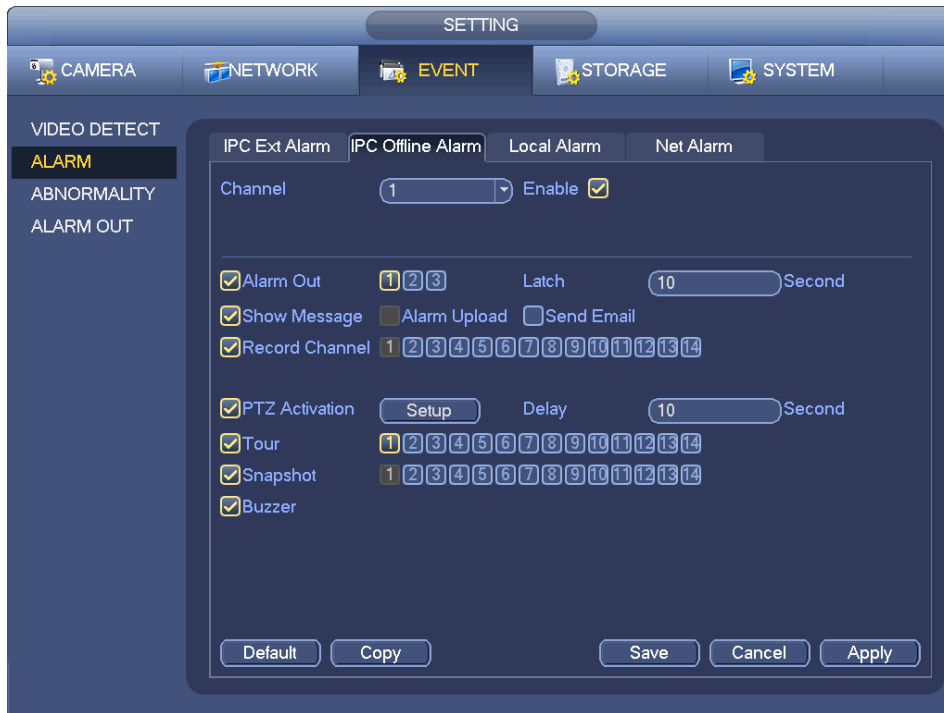 SETTING
CAMERA NETWORK EVENT STORAGE SYSTEM
VIDEO DETECT
ALARM
ABNORMALITY
ALARM OUT
IPC Ext Alarm IPC Offline Alarm Local Alarm Net Alarm
Channel 1 Enable
Alarm Out 1 2 3 Latch 10 Second
Show Message Alarm Upload Send Email
Record Channel 1 2 3 4 5 6 7 8 9 10 11 12 13 14
PTZ Activation Setup Delay 10 Second
Tour 1 2 3 4 5 6 7 8 9 10 11 12 13 14
Snapshot 1 2 3 4 5 6 7 8 9 10 11 12 13 14
Buzzer
Default Copy Save Cancel Apply